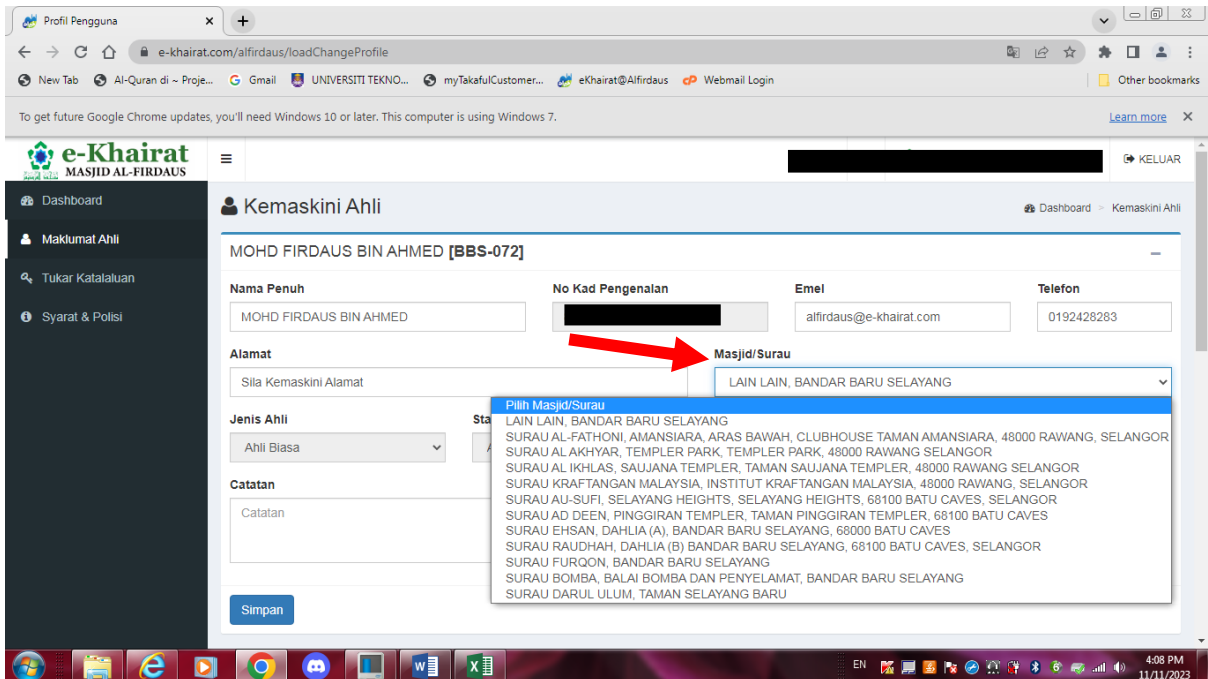 Profil Pengguna
e-khairat.com/alfirdaus/loadChangeProfile
New Tab Al-Quran di ~ Proje... Gmail UNIVERSITI TEKNO... myTakafulCustomer... eKhairat@Alfirdaus Webmail Login Other bookmarks
To get future Google Chrome updates, you'll need Windows 10 or later. This computer is using Windows 7. Learn more
e-Khairat
MASJID AL-FIRDAUS
KELUAR
Dashboard
Maklumat Ahli
Tukar Katalaluan
Syarat & Polisi
Kemaskini Ahli
Dashboard > Kemaskini Ahli
MOHD FIRDAUS BIN AHMED [BBS-072]
Nama Penuh No Kad Pengenalan Emel Telefon
MOHD FIRDAUS BIN AHMED alfirdaus@e-khairat.com 0192428283
Alamat Masjid/Surau
Sila Kemaskini Alamat LAIN LAIN, BANDAR BARU SELAYANG
Jenis Ahli Sta
Ahli Biasa
Catatan
Catatan
Pilih Masjid/Surau
LAIN LAIN, BANDAR BARU SELAYANG
SURAU AL-FATHONI, AMANSIARA, ARAS BAWAH, CLUBHOUSE TAMAN AMANSIARA, 48000 RAWANG, SELANGOR
SURAU AL AKHYAR, TEMPLER PARK, TEMPLER PARK, 48000 RAWANG SELANGOR
SURAU AL IKHLAS, SAUJANA TEMPLER, TAMAN SAUJANA TEMPLER, 48000 RAWANG SELANGOR
SURAU KRAFTANGAN MALAYSIA, INSTITUT KRAFTANGAN MALAYSIA, 48000 RAWANG, SELANGOR
SURAU AU-SUFI, SELAYANG HEIGHTS, SELAYANG HEIGHTS, 68100 BATU CAVES, SELANGOR
SURAU AD DEEN, PINGGIRAN TEMPLER, TAMAN PINGGIRAN TEMPLER, 68100 BATU CAVES
SURAU EHSAN, DAHLIA (A), BANDAR BARU SELAYANG, 68000 BATU CAVES
SURAU RAUDHAH, DAHLIA (B) BANDAR BARU SELAYANG, 68100 BATU CAVES, SELANGOR
SURAU FURQON, BANDAR BARU SELAYANG
SURAU BOMBA, BALAI BOMBA DAN PENYELAMAT, BANDAR BARU SELAYANG
SURAU DARUL ULUM, TAMAN SELAYANG BARU
Simpan
EN 4:08 PM
11/11/2023